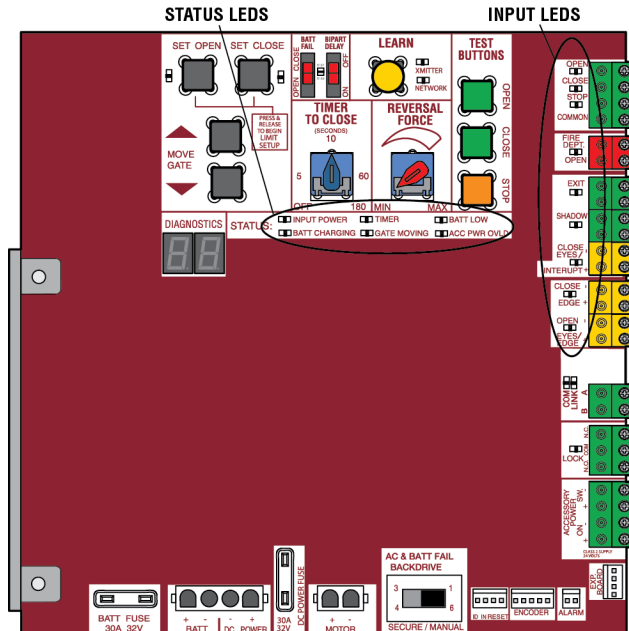 STATUS LEDS
INPUT LEDS
SET OPEN
SET CLOSE
BATT FAIL
BIPART DELAY
OPEN CLOSE
OFF
ON
LEARN
XMITTER
NETWORK
TEST BUTTONS
OPEN
CLOSE
STOP
PRESS & RELEASE TO BEGIN LIMIT SETUP
MOVE GATE
TIMER TO CLOSE
(SECONDS)
10
5
60
OFF
180
REVERSAL FORCE
MIN
MAX
DIAGNOSTICS
STATUS:
INPUT POWER
TIMER
BATT LOW
BATT CHARGING
GATE MOVING
ACC PWR OVLD
OPEN
CLOSE
STOP
COMMON
FIRE DEPT.
OPEN
EXIT
SHADOW
CLOSE EYES/ -
INTERUPT +
CLOSE -
EDGE +
OPEN -
EYES/ EDGE +
COM LINK
A
B
LOCK
N.C.
COM
N.O.
ACCESSORY POWER
SW.
ON
- + - +
CLASS 2 SUPPLY
24 VOLTS
EXP BOARD
BATT FUSE
30A 32V
+ -
BATT
- +
DC POWER
DC POWER FUSE
30A
32V
+ -
MOTOR
AC & BATT FAIL
BACKDRIVE
3
1
4
6
SECURE / MANUAL
ID IN RESET
ENCODER
ALARM